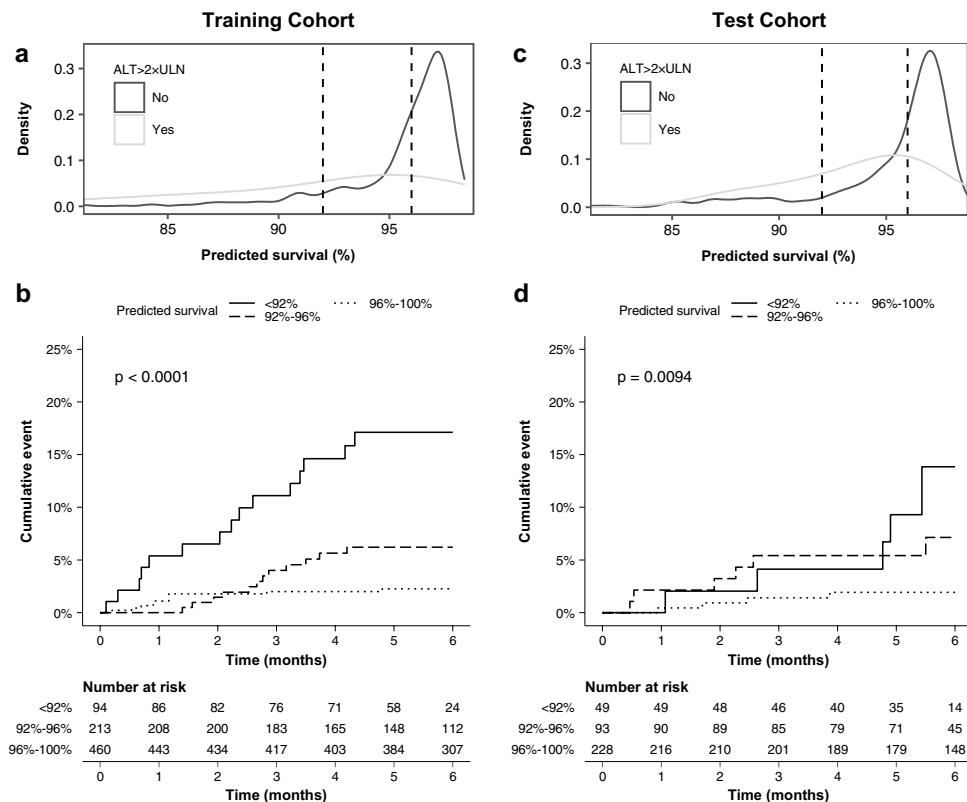 Training Cohort
a
ALT>2×ULN
No
Yes
Density
0.3
0.2
0.1
0.0
85 90 95
Predicted survival (%)
b
Predicted survival
<92%
92%-96%
96%-100%
25%
20%
15%
10%
5%
0%
Cumulative event
p < 0.0001
0 1 2 3 4 5 6
Time (months)
Number at risk
<92% 94 86 82 76 71 58 24
92%-96% 213 208 200 183 165 148 112
96%-100% 460 443 434 417 403 384 307
0 1 2 3 4 5 6
Time (months)
Test Cohort
c
ALT>2×ULN
No
Yes
Density
0.3
0.2
0.1
0.0
85 90 95
Predicted survival (%)
d
Predicted survival
<92%
92%-96%
96%-100%
25%
20%
15%
10%
5%
0%
Cumulative event
p = 0.0094
0 1 2 3 4 5 6
Time (months)
Number at risk
<92% 49 49 48 46 40 35 14
92%-96% 93 90 89 85 79 71 45
96%-100% 228 216 210 201 189 179 148
0 1 2 3 4 5 6
Time (months)